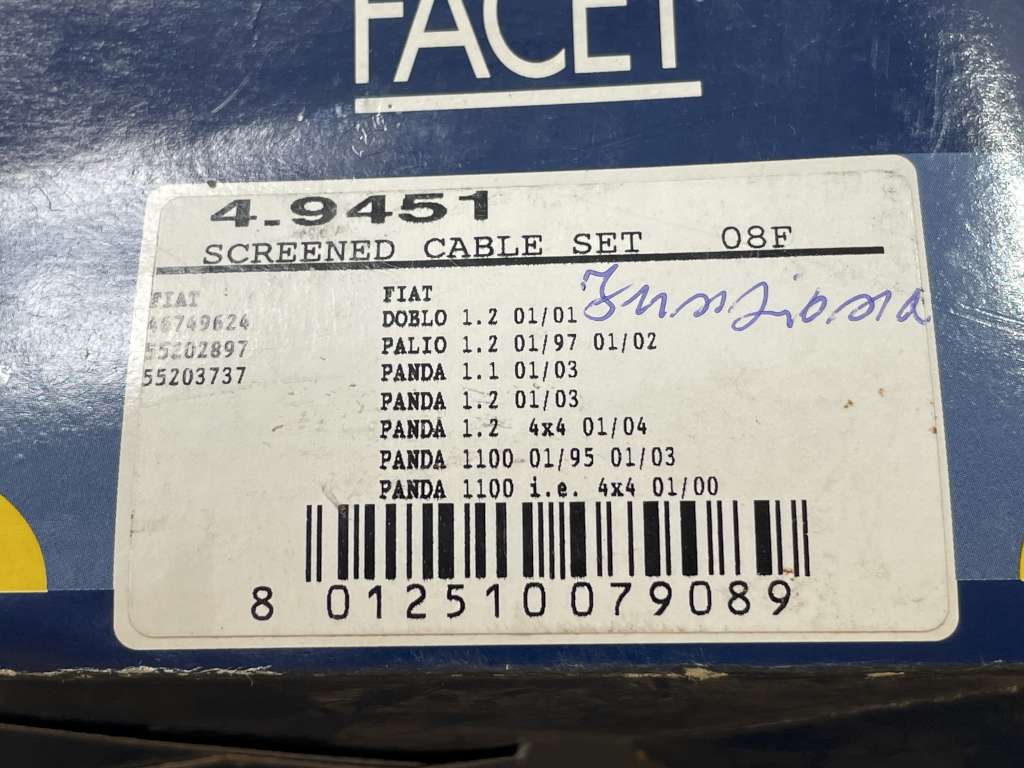 FACET
4.9451
SCREENED CABLE SET 08F
FIAT
46749624
55202897
55203737
FIAT
DOBLO 1.2 01/01
Funziona
PALIO 1.2 01/97 01/02
PANDA 1.1 01/03
PANDA 1.2 01/03
PANDA 1.2 4x4 01/04
PANDA 1100 01/95 01/03
PANDA 1100 i.e. 4x4 01/00
8 012510 079089